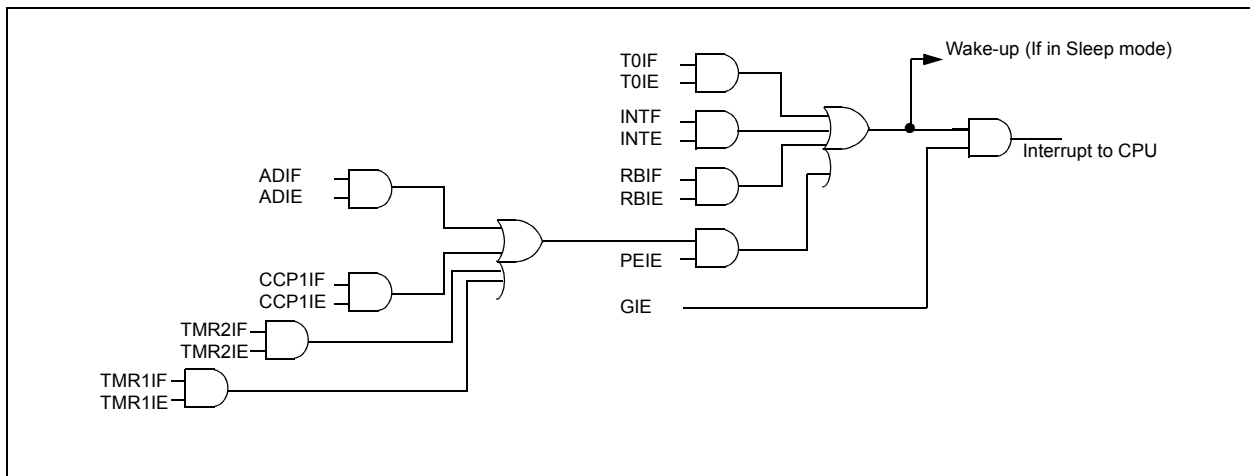 Wake-up (If in Sleep mode)
T0IF
T0IE
INTF
INTE
Interrupt to CPU
RBIF
RBIE
ADIF
ADIE
PEIE
CCP1IF
CCP1IE
GIE
TMR2IF
TMR2IE
TMR1IF
TMR1IE